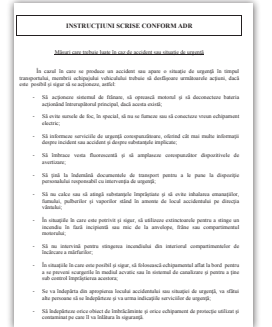 INSTRUCȚIUNI SCRISE CONFORM ADR
Măsuri care trebuie luate în caz de accident sau situație de urgență
În cazul în care se produce un accident sau apare o situație de urgență în timpul
transportului, membrii echipajului vehiculului trebuie să desfășoare următoarele acțiuni, dacă
este posibil și sigur să se acționeze, astfel:
- Să acționeze sistemul de frânare, să oprească motorul și să deconecteze bateria
acționând întrerupătorul principal, dacă acesta există;
- Să evite sursele de foc, în special, să nu se fumeze sau să conecteze vreun echipament
electric;
- Să informeze serviciile de urgență corespunzătoare, oferind cât mai multe informații
despre incident sau accident și despre substanțele implicate;
- Să îmbrace vesta fluorescentă și să amplaseze corespunzător dispozitivele de
avertizare;
- Să țină la îndemână documentele de transport pentru a le pune la dispoziția
personalului responsabil cu intervenția de urgență;
- Să nu calce sau să atingă substanțele împrăștiate și să evite inhalarea emanațiilor,
fumului, pulberilor și vaporilor stând în amonte de locul accidentului pe direcția
vântului;
- În situațiile în care este potrivit și sigur, să utilizeze extinctoarele pentru a stinge un
incendiu în fază incipientă sau mic de la anvelope, frâne sau compartimentul
motorului;
- Să nu intervină pentru stingerea incendiului din interiorul compartimentelor de
încărcare a mărfurilor;
- În situațiile în care este posibil și sigur, să folosească echipamentul aflat la bord pentru
a se preveni scurgerile în mediul acvatic sau în sistemul de canalizare și pentru a ține
sub control împrăștierea acestora;
- Se va îndepărta din apropierea locului accidentului sau situației de urgență, va sfătui
alte persoane să se îndepărteze și va urma indicațiile serviciilor de urgență;
- Să îndepărteze orice obiect de îmbrăcăminte și orice echipament de protecție utilizat și
contaminat pe care îl va înlătura în siguranță.